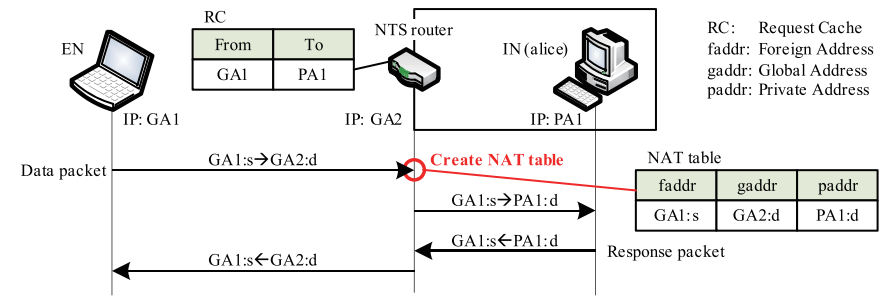 RC
From To
GA1 PA1
EN
NTS router
IN (alice)
RC: Request Cache
faddr: Foreign Address
gaddr: Global Address
paddr: Private Address
IP: GA1
IP: GA2
IP: PA1
Data packet
GA1:s→GA2:d
Create NAT table
NAT table
faddr gaddr paddr
GA1:s GA2:d PA1:d
GA1:s→PA1:d
GA1:s←PA1:d
Response packet
GA1:s←GA2:d